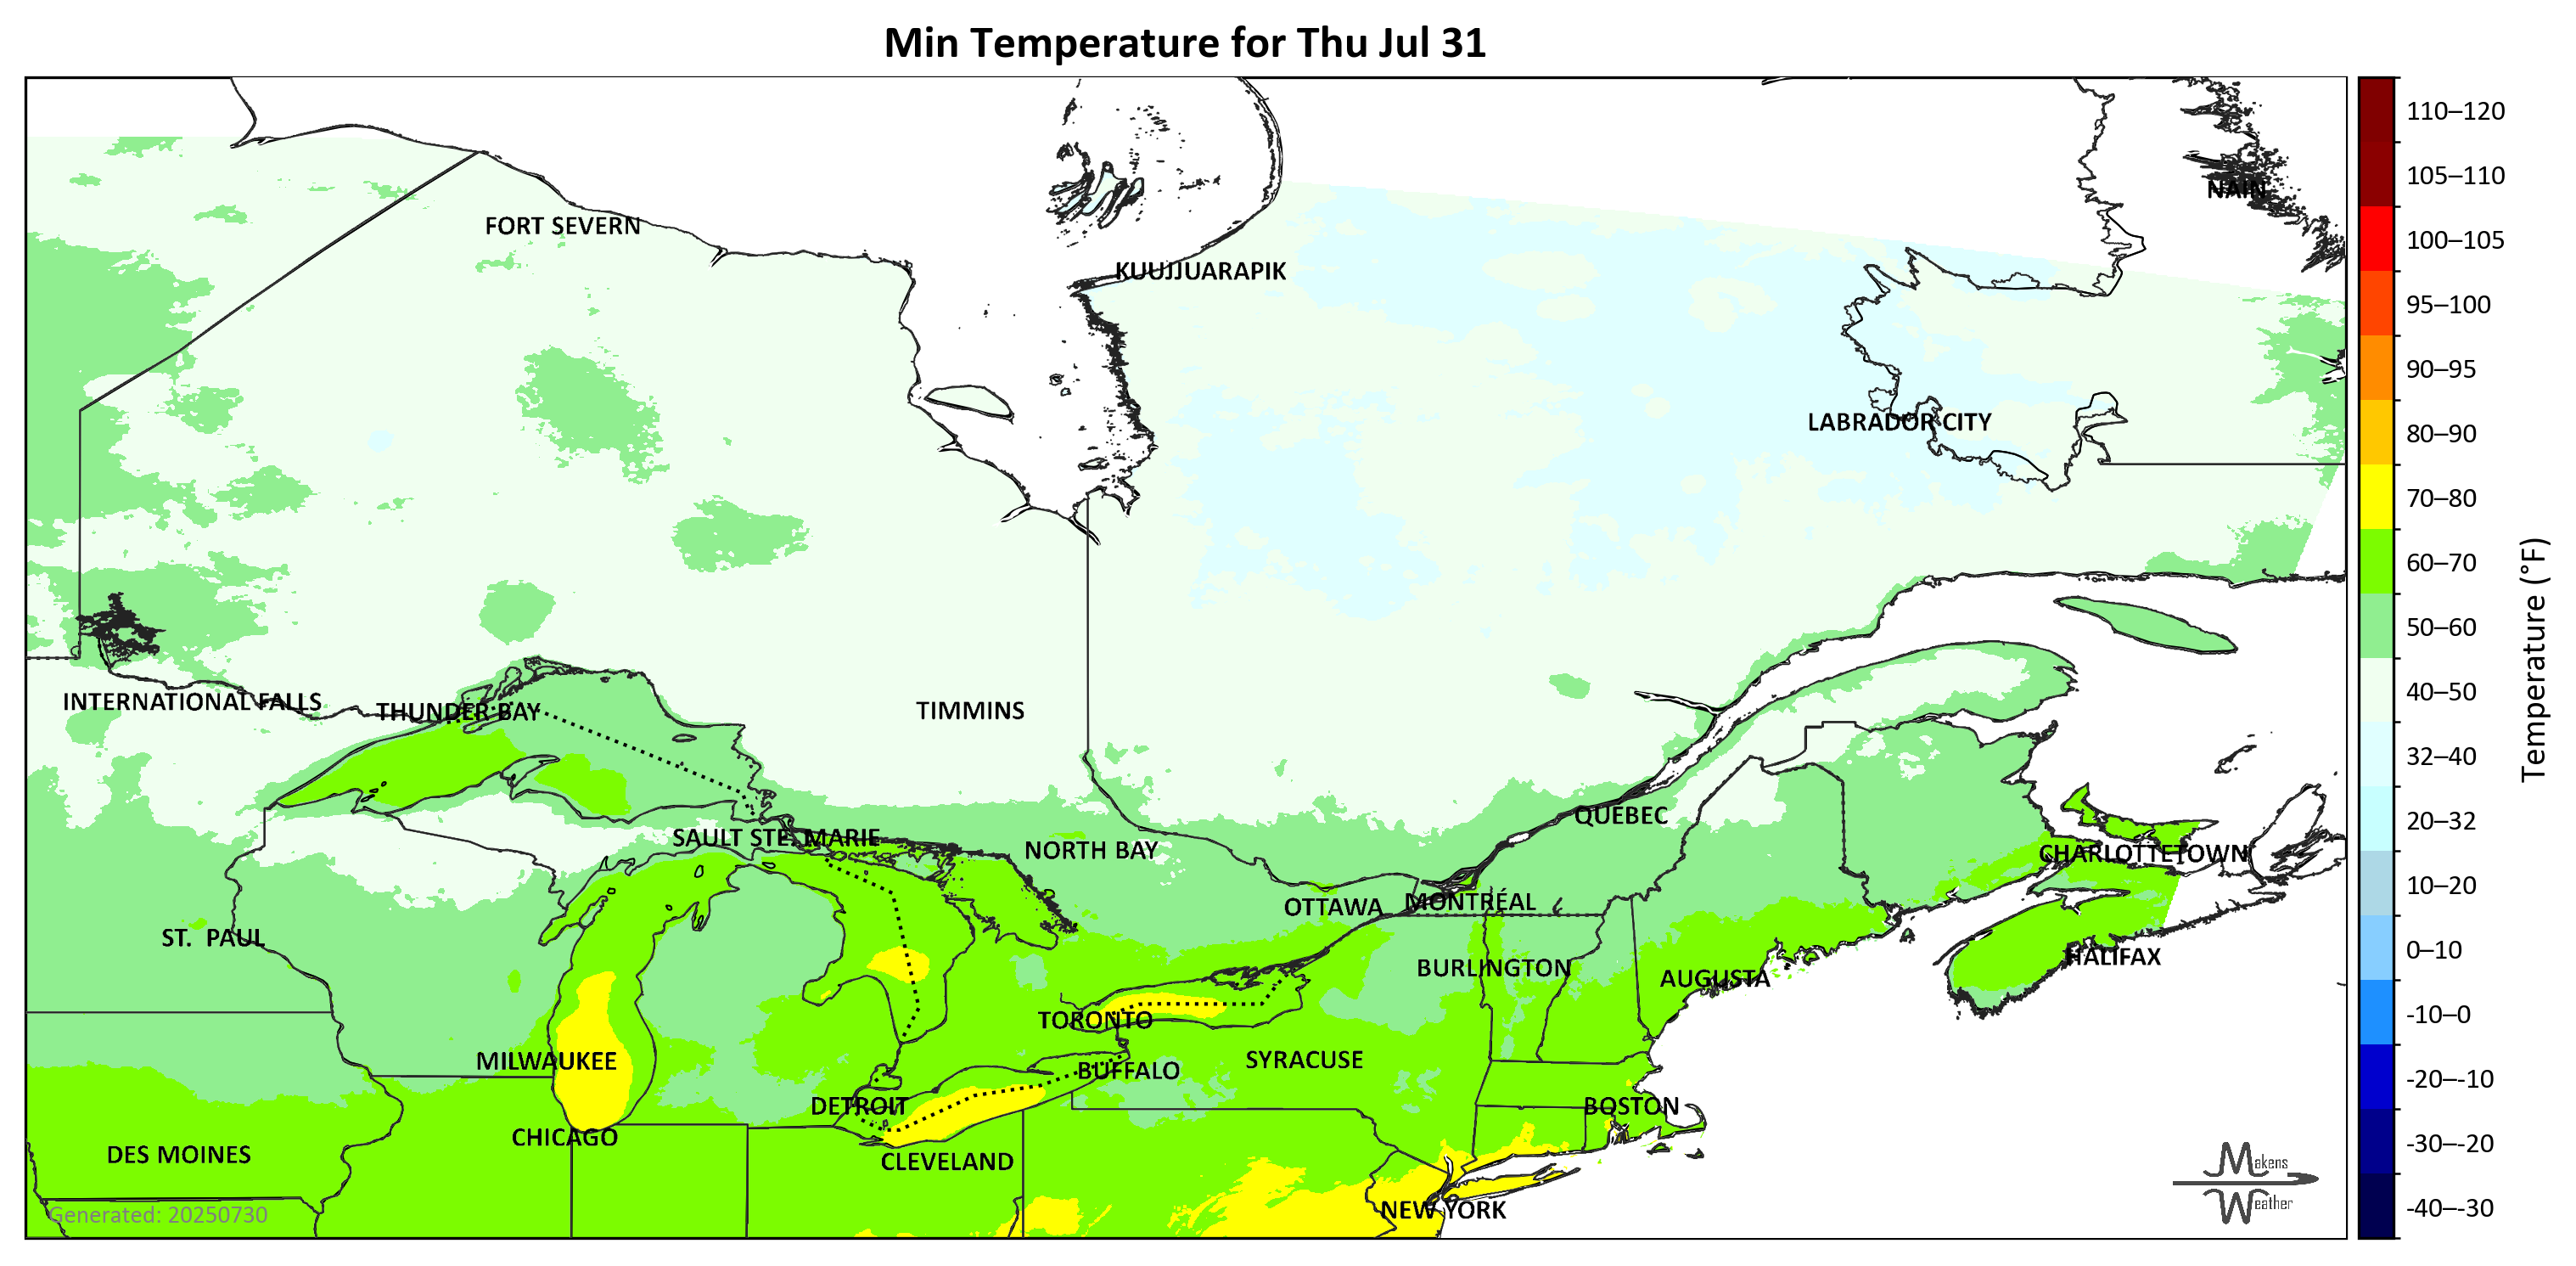 Min Temperature for Thu Jul 31
NAIN
FORT SEVERN
KUUJJUARAPIK
LABRADOR CITY
INTERNATIONAL FALLS
THUNDER BAY
TIMMINS
QUÉBEC
SAULT STE. MARIE
NORTH BAY
CHARLOTTETOWN
OTTAWA
MONTRÉAL
ST. PAUL
HALIFAX
BURLINGTON
AUGUSTA
TORONTO
MILWAUKEE
SYRACUSE
BUFFALO
DETROIT
BOSTON
CHICAGO
DES MOINES
CLEVELAND
NEW YORK
Generated: 20250730
Makens
Weather
110–120
105–110
100–105
95–100
90–95
80–90
70–80
60–70
50–60
40–50
32–40
20–32
10–20
0–10
-10–0
-20–-10
-30–-20
-40–-30
Temperature (°F)